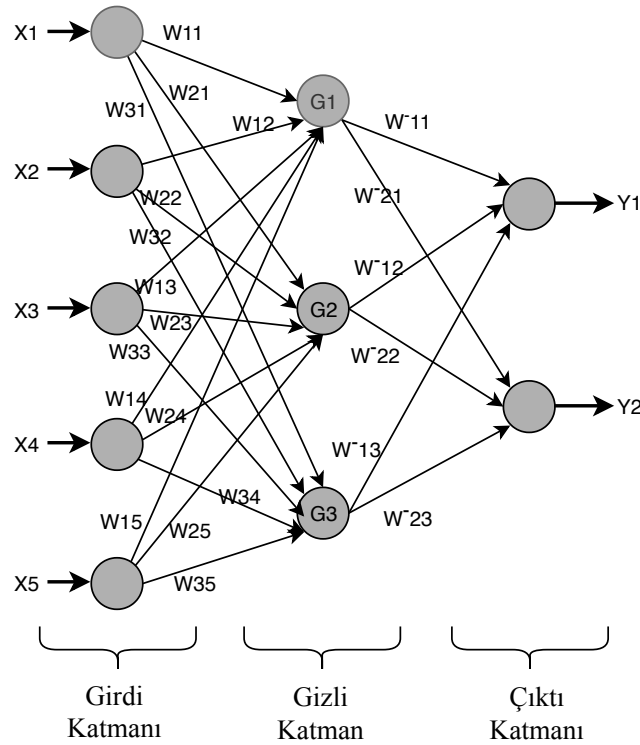 X1
W11
W21
W31
G1
W12
W⁻11
X2
W22
W⁻21
Y1
W32
W⁻12
W13
X3
W23
G2
W33
W⁻22
W14
W24
Y2
X4
W⁻13
W34
G3
W15
W25
W⁻23
X5
W35
Girdi
Katmanı
Gizli
Katman
Çıktı
Katmanı